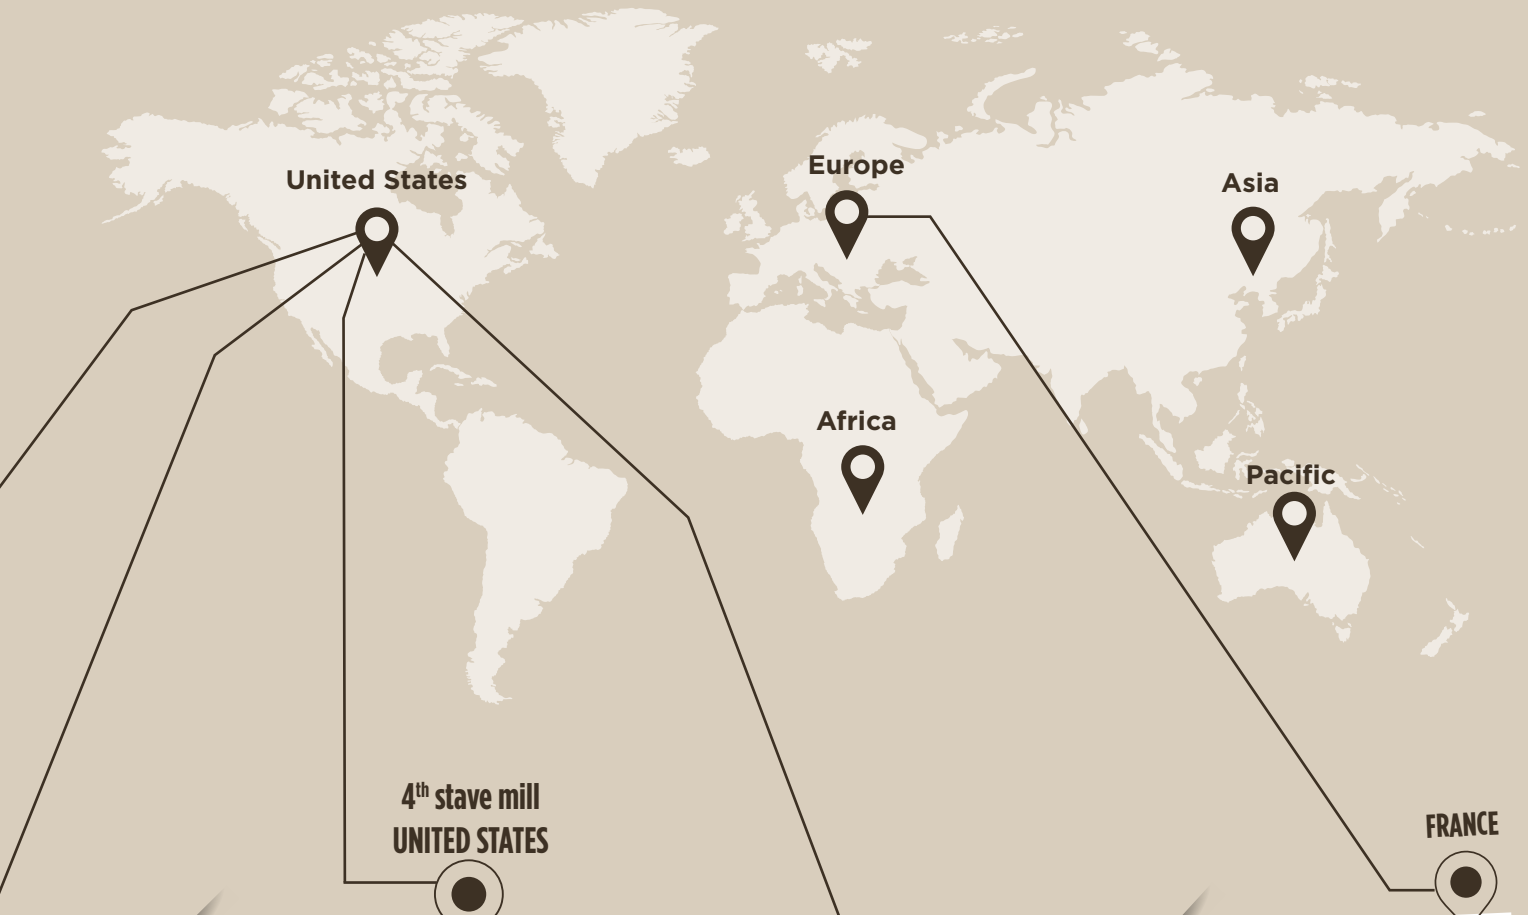 Europe
United States
Asia
Africa
Pacific
4th stave mill
UNITED STATES
FRANCE